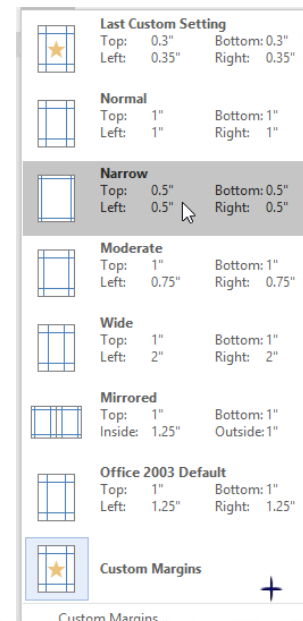 Last Custom Setting
Top: 0.3" Bottom: 0.3"
Left: 0.35" Right: 0.35"
Normal
Top: 1" Bottom: 1"
Left: 1" Right: 1"
Narrow
Top: 0.5" Bottom: 0.5"
Left: 0.5" Right: 0.5"
Moderate
Top: 1" Bottom: 1"
Left: 0.75" Right: 0.75"
Wide
Top: 1" Bottom: 1"
Left: 2" Right: 2"
Mirrored
Top: 1" Bottom: 1"
Inside: 1.25" Outside: 1"
Office 2003 Default
Top: 1" Bottom: 1"
Left: 1.25" Right: 1.25"
Custom Margins
Custom Margins